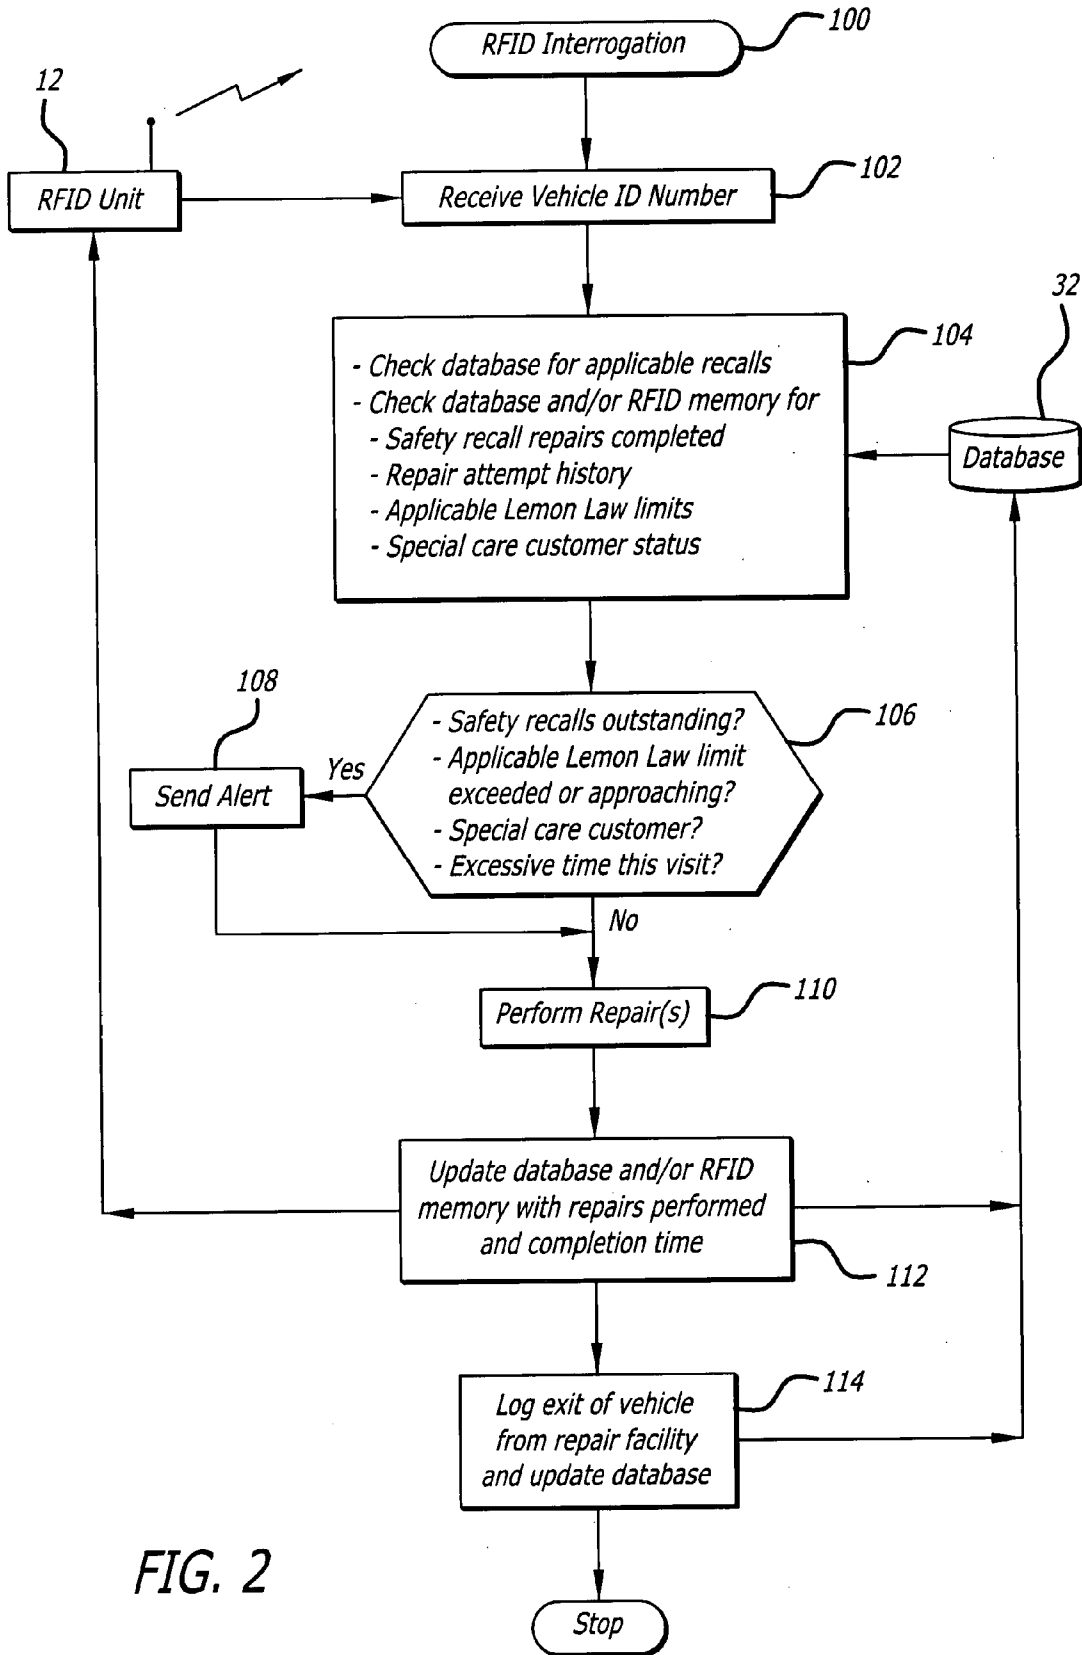 RFID Interrogation
100
12
RFID Unit
Receive Vehicle ID Number
102
32
104
- Check database for applicable recalls
- Check database and/or RFID memory for
- Safety recall repairs completed
- Repair attempt history
- Applicable Lemon Law limits
- Special care customer status
Database
108
106
- Safety recalls outstanding?
- Applicable Lemon Law limit
exceeded or approaching?
- Special care customer?
- Excessive time this visit?
Yes
Send Alert
No
110
Perform Repair(s)
Update database and/or RFID
memory with repairs performed
and completion time
112
114
Log exit of vehicle
from repair facility
and update database
FIG. 2
Stop